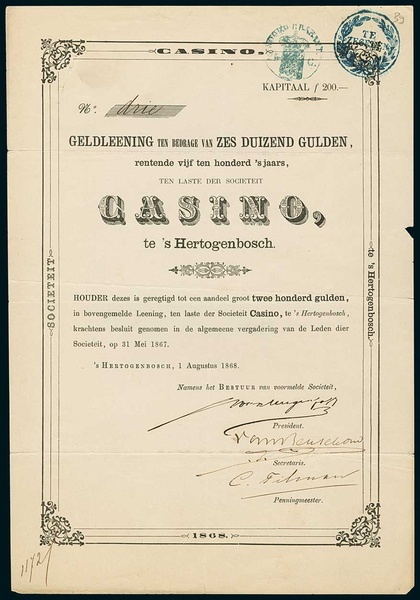 CASINO.
KAPITAAL ƒ 200.—
No. drie
GELDLEENING TEN BEDRAGE VAN ZES DUIZEND GULDEN,
rentende vijf ten honderd 's jaars,
TEN LASTE DER SOCIETEIT
CASINO,
te 's Hertogenbosch.
HOUDER dezes is geregtigd tot een aandeel groot twee honderd gulden,
in bovengemelde Leening, ten laste der Societeit Casino, te 's Hertogenbosch,
krachtens besluit genomen in de algemeene vergadering van de Leden dier
Societeit, op 31 Mei 1867.
'S HERTOGENBOSCH, 1 Augustus 1868.
Namens het BESTUUR van voormelde Societeit,
President.
Secretaris.
C. Tilman
Penningmeester.
SOCIETEIT
te 's Hertogenbosch.
1868.